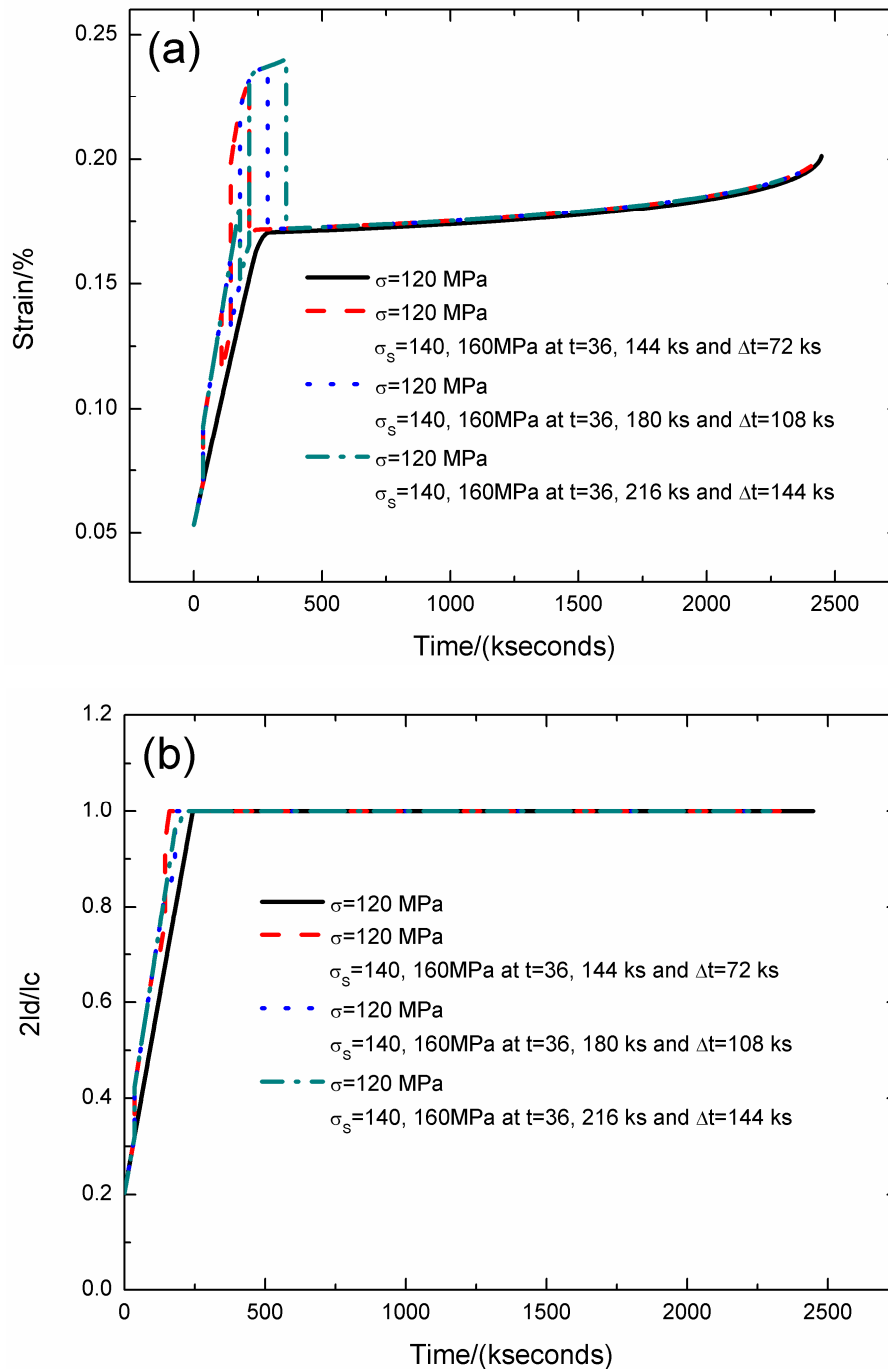 (a)
0.25
0.20
0.15
0.10
0.05
Strain/%
σ=120 MPa
σ=120 MPa
σS=140, 160MPa at t=36, 144 ks and Δt=72 ks
σ=120 MPa
σS=140, 160MPa at t=36, 180 ks and Δt=108 ks
σ=120 MPa
σS=140, 160MPa at t=36, 216 ks and Δt=144 ks
0 500 1000 1500 2000 2500
Time/(kseconds)
(b)
1.2
1.0
0.8
0.6
0.4
0.2
0.0
2ld/lc
σ=120 MPa
σ=120 MPa
σS=140, 160MPa at t=36, 144 ks and Δt=72 ks
σ=120 MPa
σS=140, 160MPa at t=36, 180 ks and Δt=108 ks
σ=120 MPa
σS=140, 160MPa at t=36, 216 ks and Δt=144 ks
0 500 1000 1500 2000 2500
Time/(kseconds)